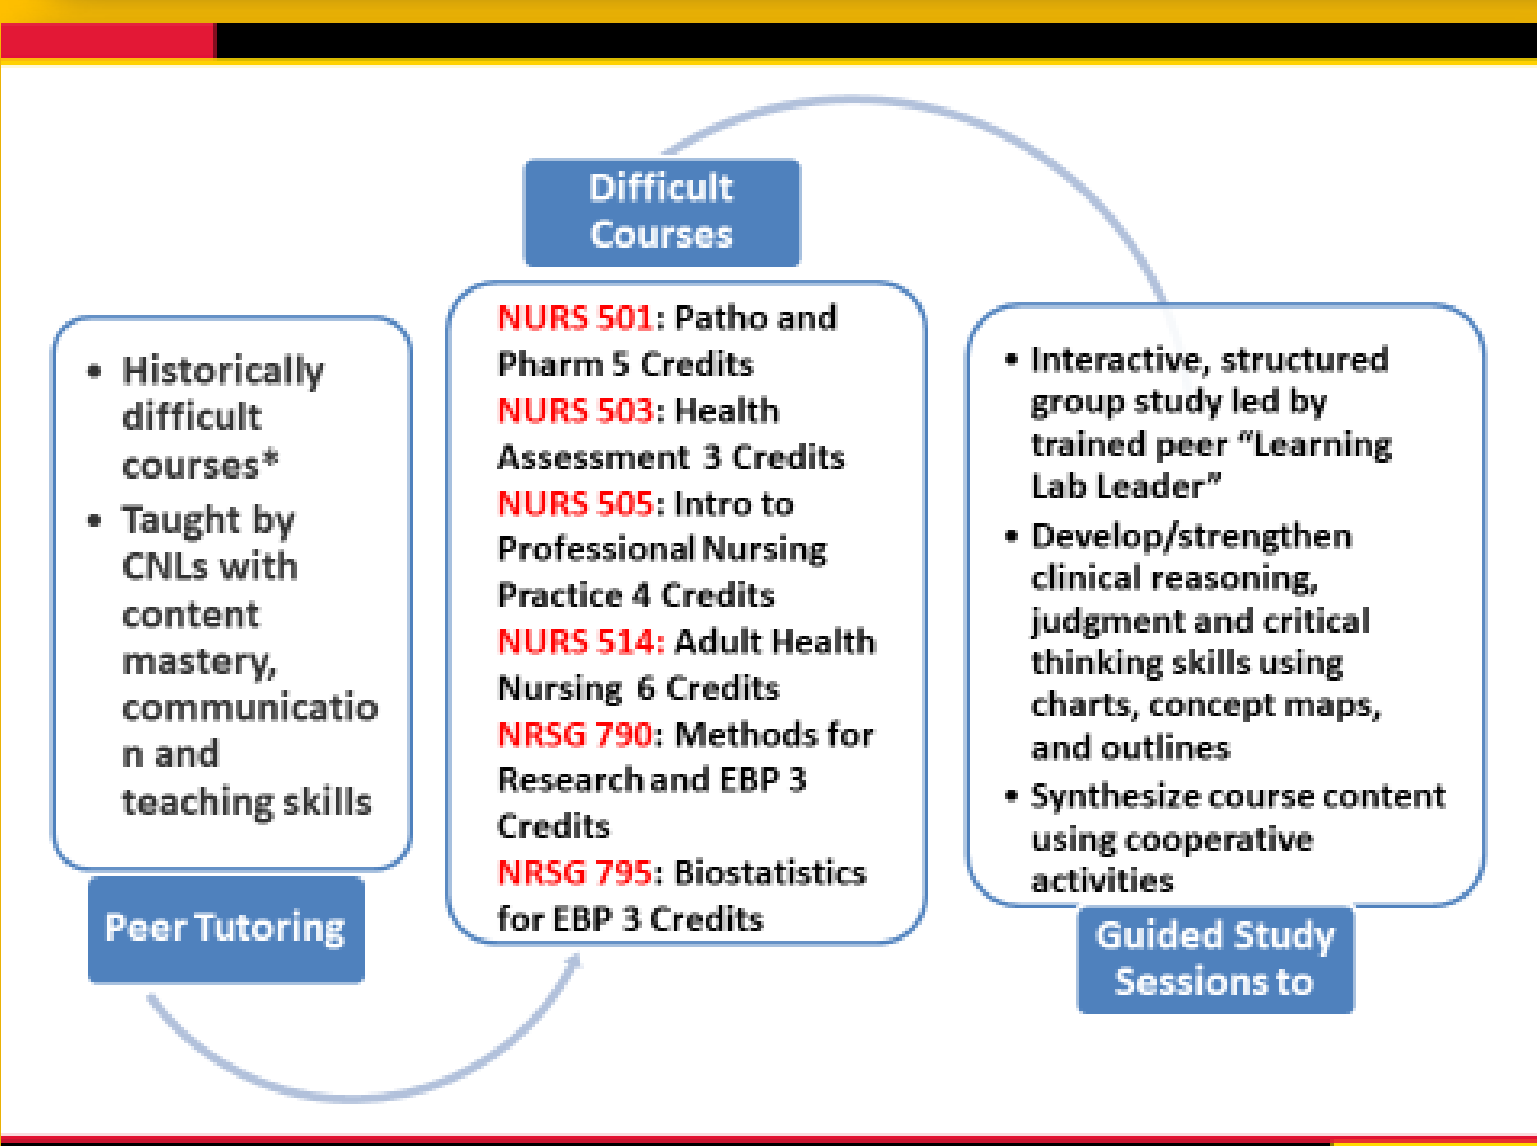 Difficult
Courses
• Historically
difficult
courses*
• Taught by
CNLs with
content
mastery,
communicatio
n and
teaching skills
Peer Tutoring
NURS 501: Patho and
Pharm 5 Credits
NURS 503: Health
Assessment 3 Credits
NURS 505: Intro to
Professional Nursing
Practice 4 Credits
NURS 514: Adult Health
Nursing 6 Credits
NRSG 790: Methods for
Research and EBP 3
Credits
NRSG 795: Biostatistics
for EBP 3 Credits
• Interactive, structured
group study led by
trained peer “Learning
Lab Leader”
• Develop/strengthen
clinical reasoning,
judgment and critical
thinking skills using
charts, concept maps,
and outlines
• Synthesize course content
using cooperative
activities
Guided Study
Sessions to